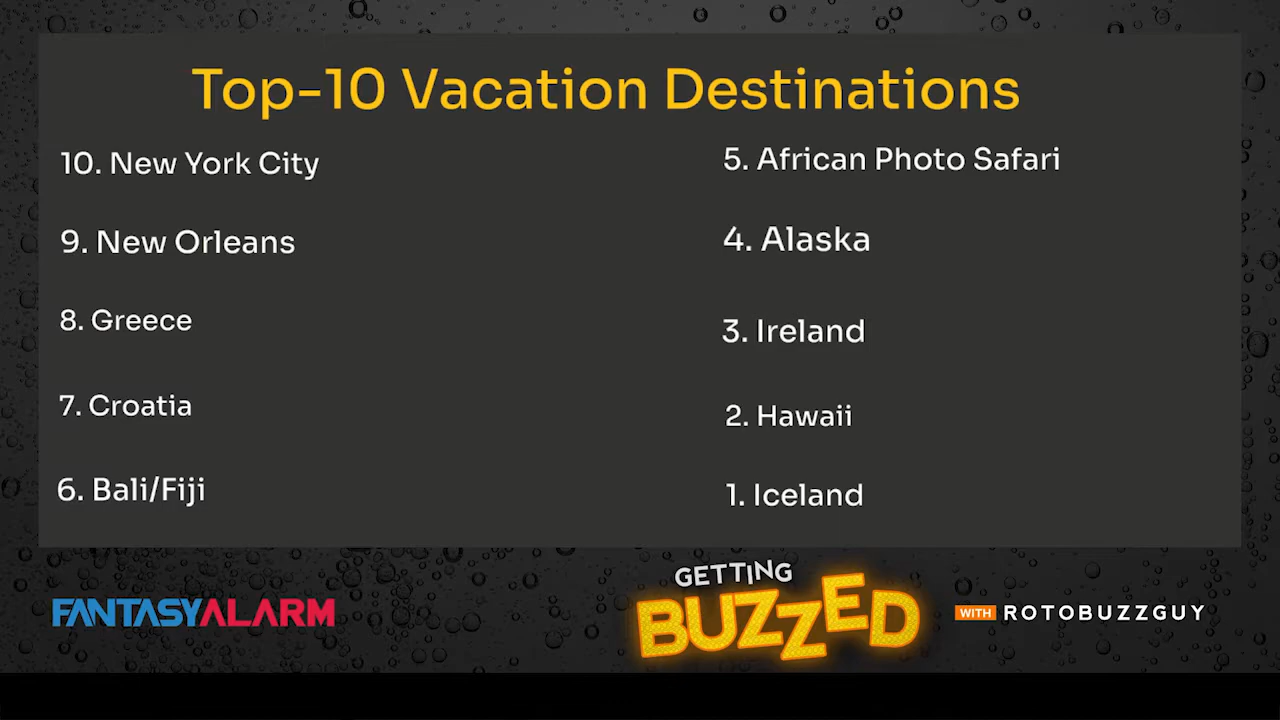 Top-10 Vacation Destinations
10. New York City
9. New Orleans
8. Greece
7. Croatia
6. Bali/Fiji
5. African Photo Safari
4. Alaska
3. Ireland
2. Hawaii
1. Iceland
FANTASYALARM
GETTING
BUZZED
WITH ROTOBUZZGUY